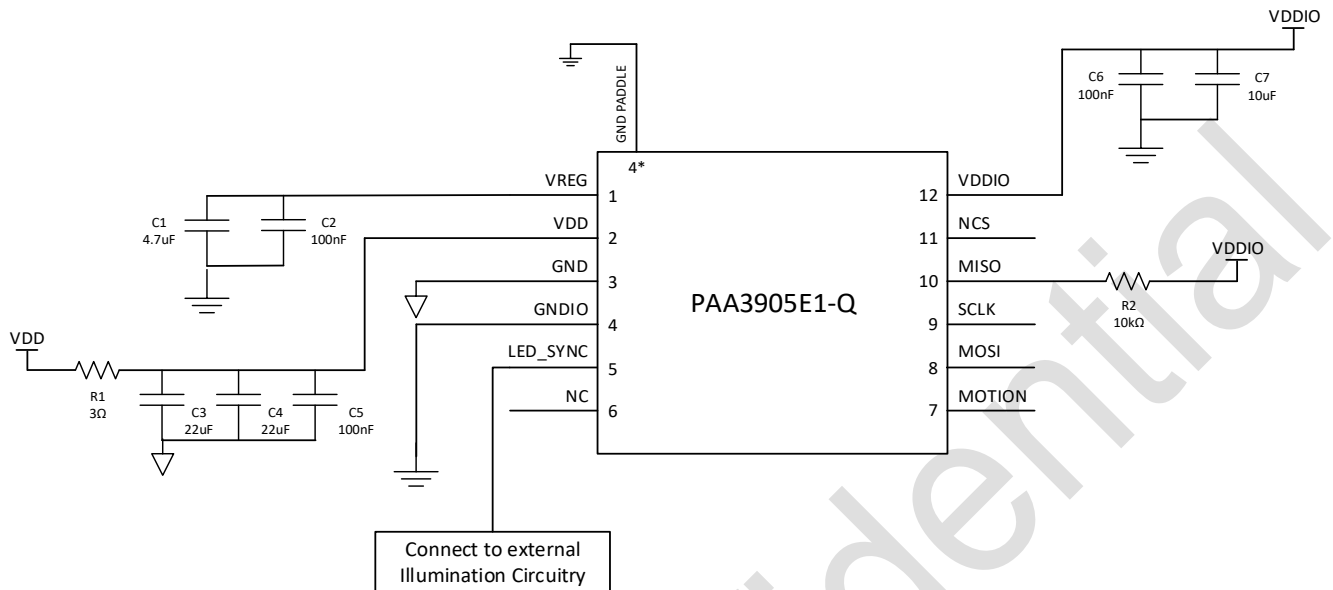 VDDIO
C6
100nF
C7
10uF
GND PADDLE
4*
VREG
1
VDD
2
GND
3
GNDIO
4
LED_SYNC
5
NC
6
PAA3905E1-Q
VDDIO
12
NCS
11
MISO
10
SCLK
9
MOSI
8
MOTION
7
VDDIO
R2
10kΩ
C1
4.7uF
C2
100nF
VDD
R1
3Ω
C3
22uF
C4
22uF
C5
100nF
Connect to external
Illumination Circuitry
fidential